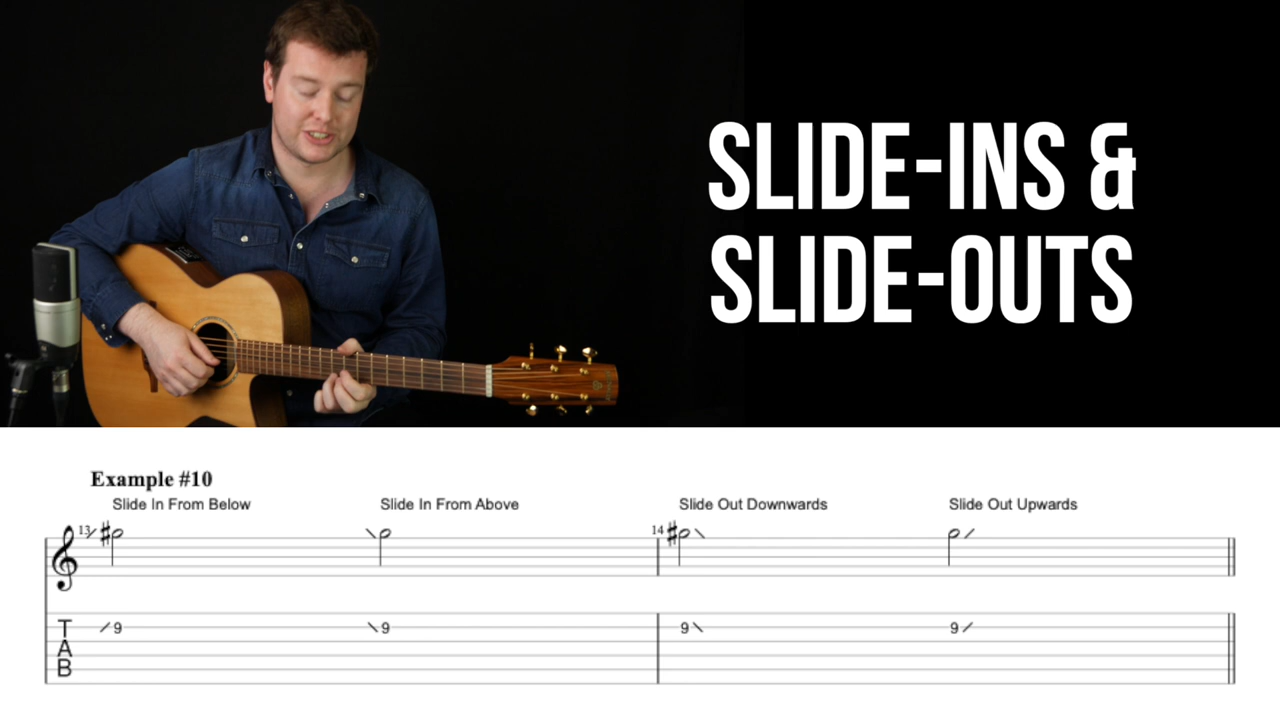 SLIDE-INS &
SLIDE-OUTS
Example #10
Slide In From Below Slide In From Above Slide Out Downwards Slide Out Upwards
13 14
T
A
B
9 9 9 9